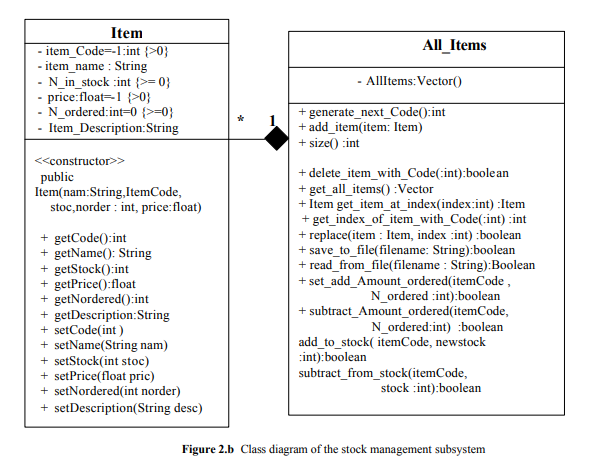 Item
- item_Code=-1:int {>0}
- item_name : String
- N_in_stock :int {>= 0}
- price:float=-1 {>0}
- N_ordered:int=0 {>=0}
- Item_Description:String
<<constructor>>
public
Item(nam:String,ItemCode,
stoc,norder : int, price:float)
+ getCode():int
+ getName(): String
+ getStock():int
+ getPrice():float
+ getNordered():int
+ getDescription:String
+ setCode(int )
+ setName(String nam)
+ setStock(int stoc)
+ setPrice(float pric)
+ setNordered(int norder)
+ setDescription(String desc)
* 1
All_Items
- AllItems:Vector()
+ generate_next_Code():int
+ add_item(item: Item)
+ size() :int
+ delete_item_with_Code(:int):boolean
+ get_all_items() :Vector
+ Item get_item_at_index(index:int) :Item
+ get_index_of_item_with_Code(:int) :int
+ replace(item : Item, index :int) :boolean
+ save_to_file(filename: String):boolean
+ read_from_file(filename : String):Boolean
+ set_add_Amount_ordered(itemCode ,
N_ordered :int):boolean
+ subtract_Amount_ordered(itemCode,
N_ordered:int) :boolean
add_to_stock( itemCode, newstock
:int):boolean
subtract_from_stock(itemCode,
stock :int):boolean
Figure 2.b Class diagram of the stock management subsystem